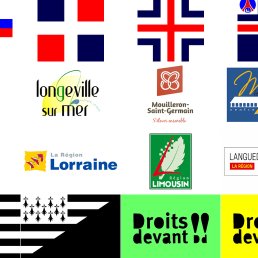 longeville
sur mer
Mouilleron-
Saint-Germain
Vivre ensemble
La Région
Lorraine
Région
LIMOUSIN
LANGUED
LA RÉGION
Droits
devant!!
Droits
devant